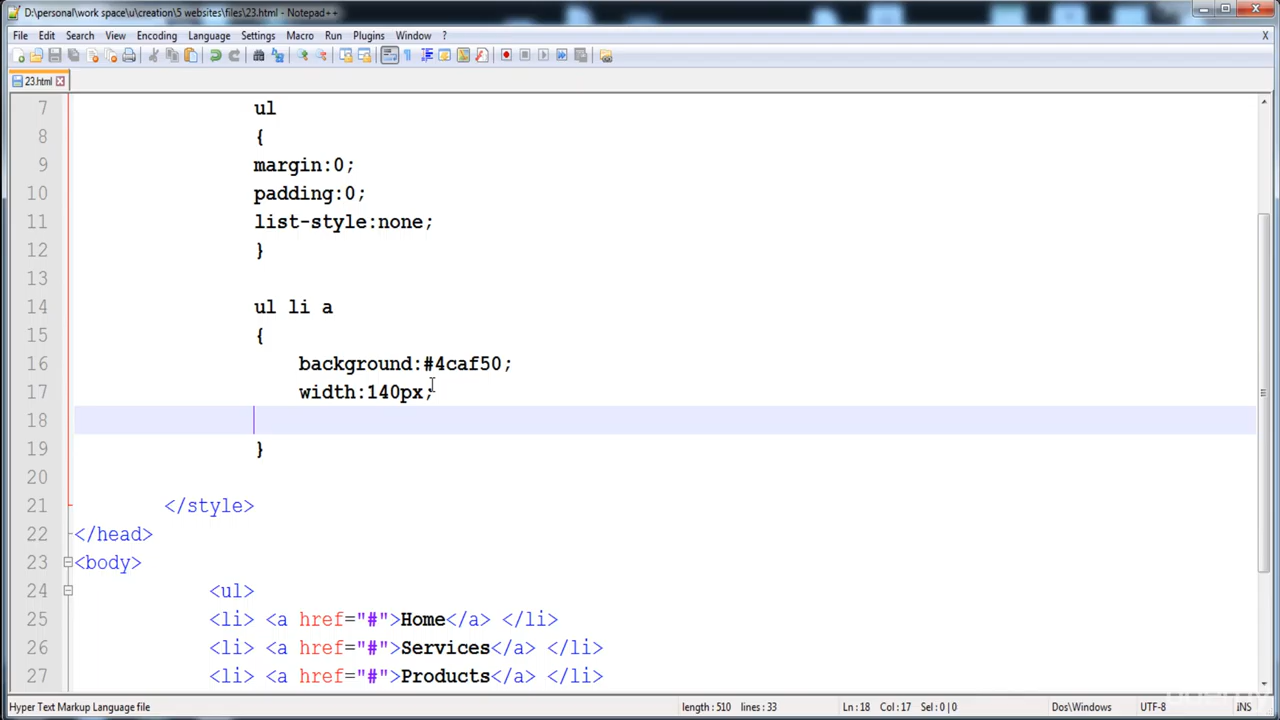 D:\personal\work space\u\creation\5 websites\files\23.html - Notepad++
File Edit Search View Encoding Language Settings Macro Run Plugins Window ? X
23.html
7 ul
8 {
9 margin:0;
10 padding:0;
11 list-style:none;
12 }
13
14 ul li a
15 {
16 background:#4caf50;
17 width:140px;
18
19 }
20
21 </style>
22 </head>
23 <body>
24 <ul>
25 <li> <a href="#">Home</a> </li>
26 <li> <a href="#">Services</a> </li>
27 <li> <a href="#">Products</a> </li>
Hyper Text Markup Language file length : 510 lines : 33 Ln : 18 Col : 17 Sel : 0 | 0 Dos\Windows UTF-8 INS